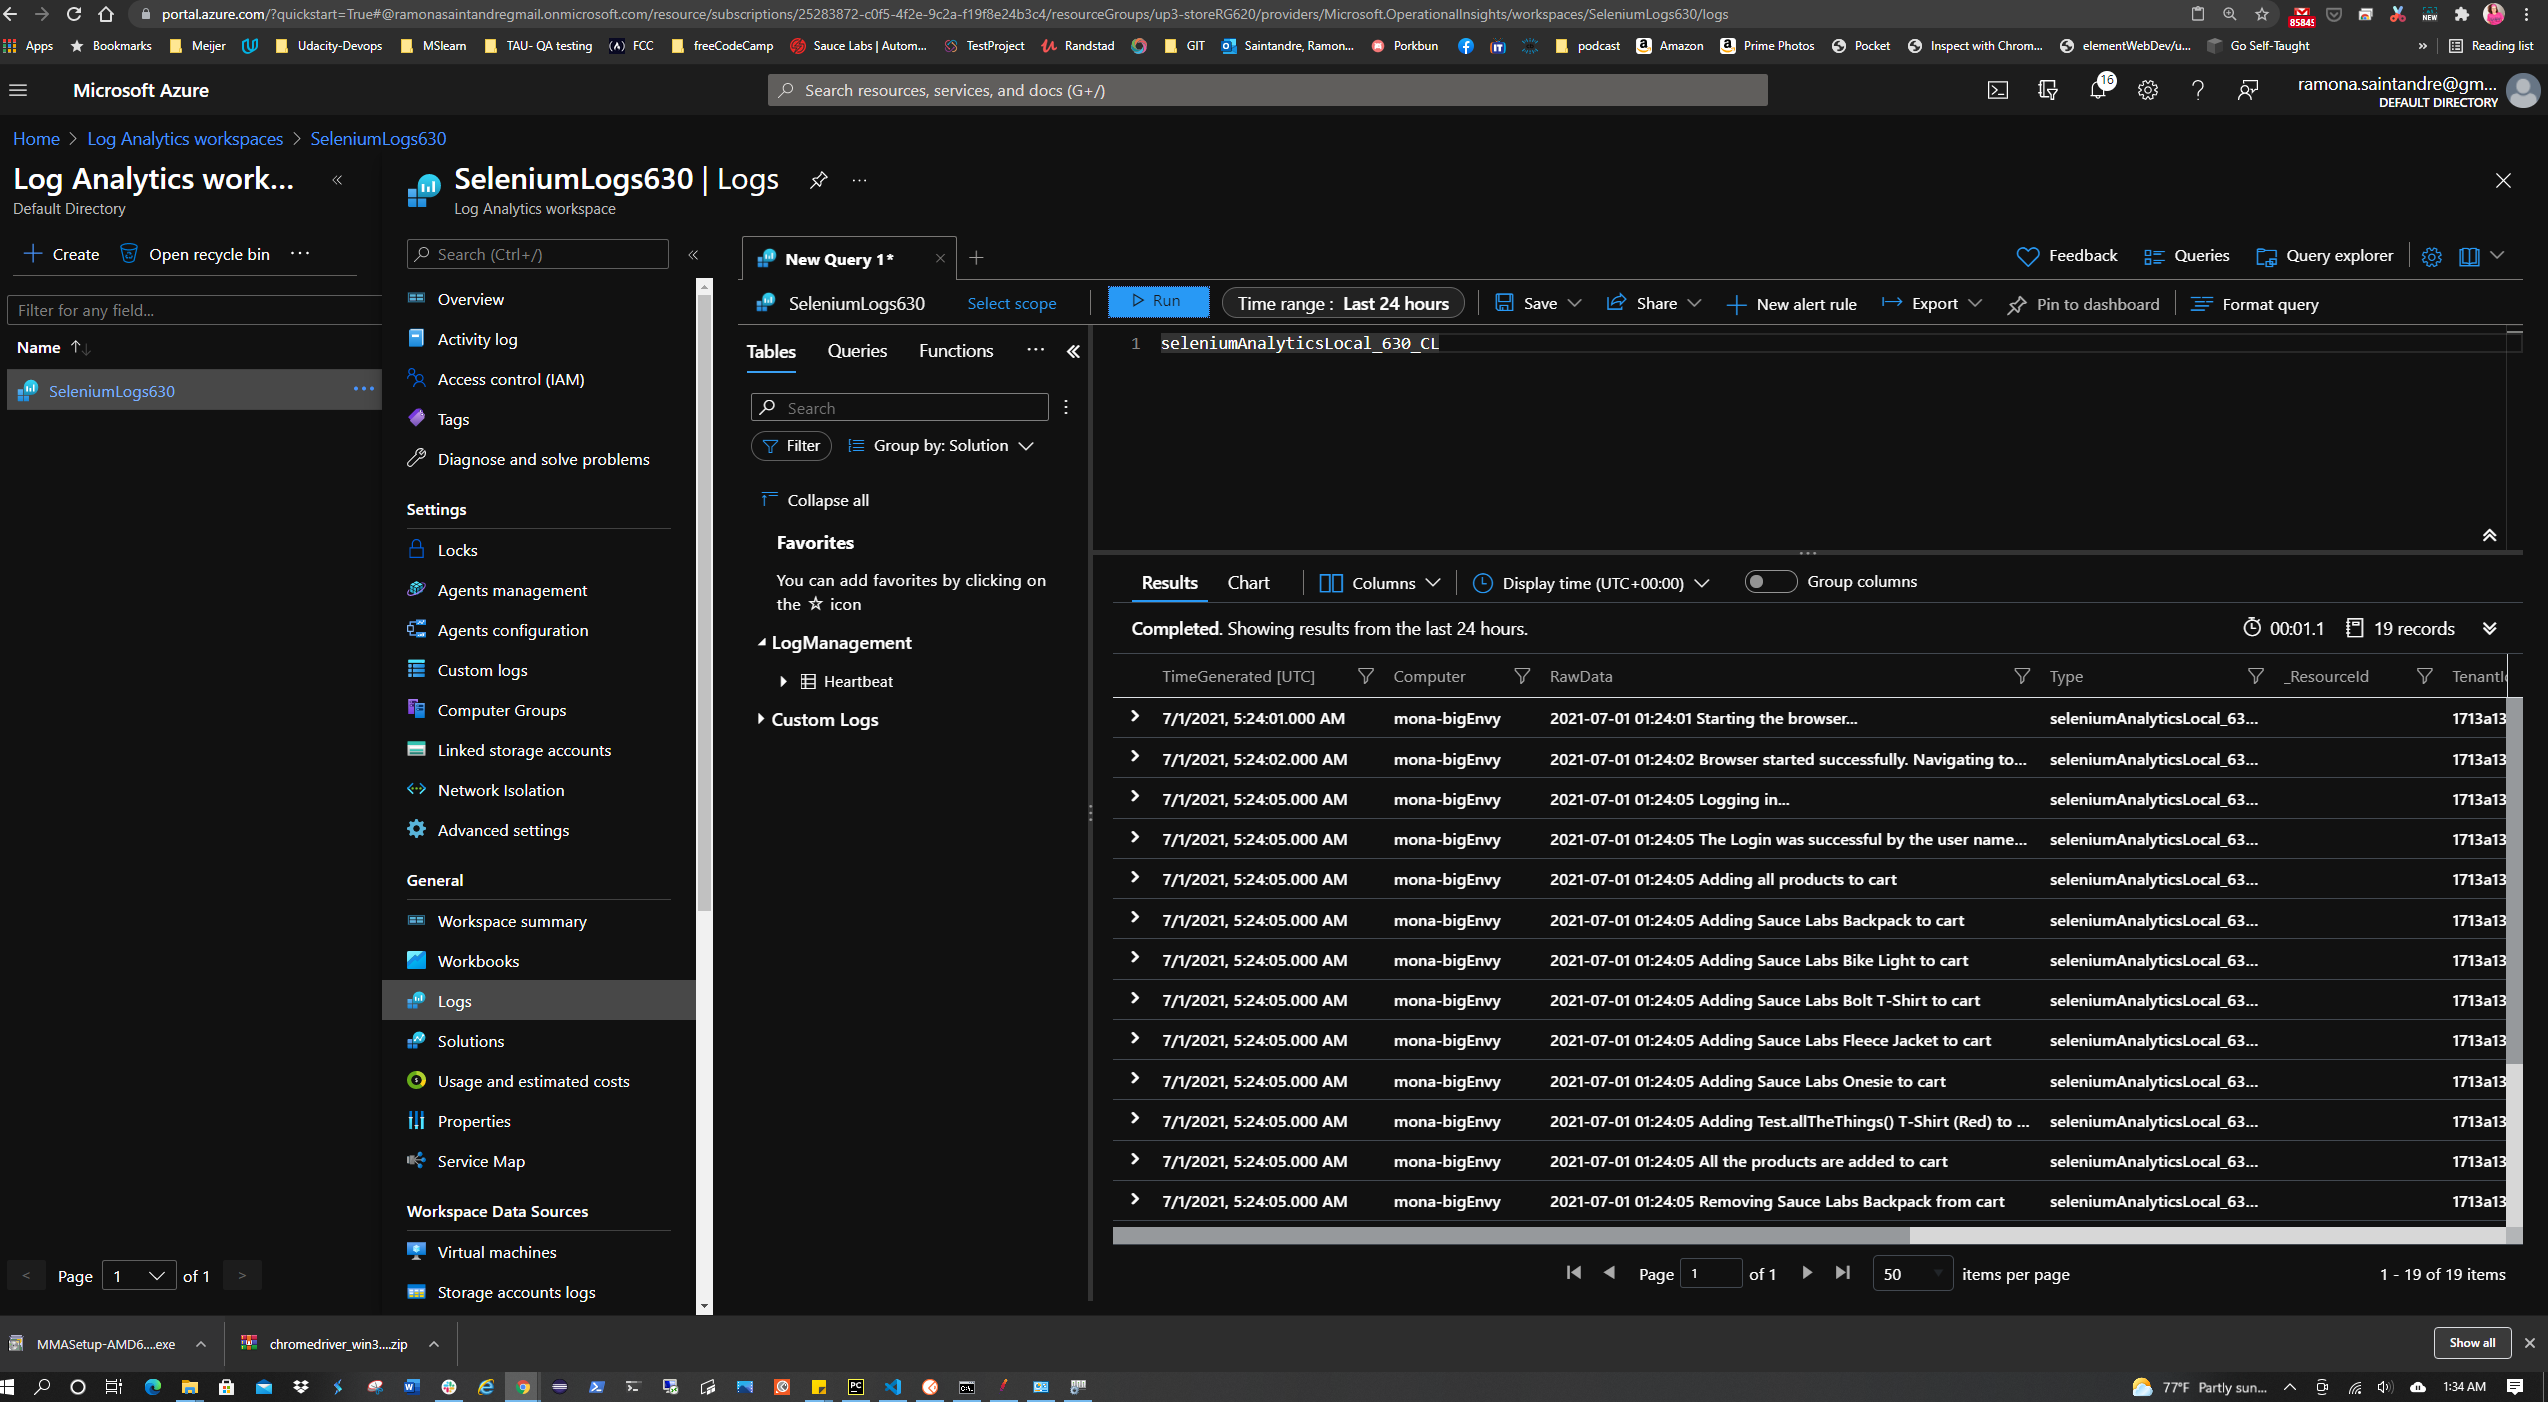 portal.azure.com/?quickstart=True#@ramonasaintandregmail.onmicrosoft.com/resource/subscriptions/25283872-c0f5-4f2e-9c2a-f19f8e24b3c4/resourceGroups/up3-storeRG620/providers/Microsoft.OperationalInsights/workspaces/SeleniumLogs630/logs
Apps Bookmarks Meijer Udacity-Devops MSlearn TAU- QA testing FCC freeCodeCamp Sauce Labs | Autom... TestProject Randstad GIT Saintandre, Ramon... Porkbun podcast Amazon Prime Photos Pocket Inspect with Chrom... elementWebDev/u... Go Self-Taught » Reading list
Microsoft Azure
Search resources, services, and docs (G+/)
16
ramona.saintandre@gm...
DEFAULT DIRECTORY
Home > Log Analytics workspaces > SeleniumLogs630
Log Analytics work... «
Default Directory
+ Create Open recycle bin ...
Filter for any field...
Name ↑↓
SeleniumLogs630 ...
< Page 1 of 1 >
SeleniumLogs630 | Logs ...
Log Analytics workspace
Search (Ctrl+/) «
Overview
Activity log
Access control (IAM)
Tags
Diagnose and solve problems
Settings
Locks
Agents management
Agents configuration
Custom logs
Computer Groups
Linked storage accounts
Network Isolation
Advanced settings
General
Workspace summary
Workbooks
Logs
Solutions
Usage and estimated costs
Properties
Service Map
Workspace Data Sources
Virtual machines
Storage accounts logs
New Query 1* × +
Feedback Queries Query explorer
SeleniumLogs630 Select scope Run Time range : Last 24 hours Save Share New alert rule Export Pin to dashboard Format query
Tables Queries Functions ... «
Search
Filter Group by: Solution
Collapse all
Favorites
You can add favorites by clicking on
the ☆ icon
LogManagement
Heartbeat
Custom Logs
1 seleniumAnalyticsLocal_630_CL
Results Chart Columns Display time (UTC+00:00) Group columns
Completed. Showing results from the last 24 hours. 00:01.1 19 records
TimeGenerated [UTC] Computer RawData Type _ResourceId TenantId
7/1/2021, 5:24:01.000 AM mona-bigEnvy 2021-07-01 01:24:01 Starting the browser... seleniumAnalyticsLocal_63... 1713a13
7/1/2021, 5:24:02.000 AM mona-bigEnvy 2021-07-01 01:24:02 Browser started successfully. Navigating to... seleniumAnalyticsLocal_63... 1713a13
7/1/2021, 5:24:05.000 AM mona-bigEnvy 2021-07-01 01:24:05 Logging in... seleniumAnalyticsLocal_63... 1713a13
7/1/2021, 5:24:05.000 AM mona-bigEnvy 2021-07-01 01:24:05 The Login was successful by the user name... seleniumAnalyticsLocal_63... 1713a13
7/1/2021, 5:24:05.000 AM mona-bigEnvy 2021-07-01 01:24:05 Adding all products to cart seleniumAnalyticsLocal_63... 1713a13
7/1/2021, 5:24:05.000 AM mona-bigEnvy 2021-07-01 01:24:05 Adding Sauce Labs Backpack to cart seleniumAnalyticsLocal_63... 1713a13
7/1/2021, 5:24:05.000 AM mona-bigEnvy 2021-07-01 01:24:05 Adding Sauce Labs Bike Light to cart seleniumAnalyticsLocal_63... 1713a13
7/1/2021, 5:24:05.000 AM mona-bigEnvy 2021-07-01 01:24:05 Adding Sauce Labs Bolt T-Shirt to cart seleniumAnalyticsLocal_63... 1713a13
7/1/2021, 5:24:05.000 AM mona-bigEnvy 2021-07-01 01:24:05 Adding Sauce Labs Fleece Jacket to cart seleniumAnalyticsLocal_63... 1713a13
7/1/2021, 5:24:05.000 AM mona-bigEnvy 2021-07-01 01:24:05 Adding Sauce Labs Onesie to cart seleniumAnalyticsLocal_63... 1713a13
7/1/2021, 5:24:05.000 AM mona-bigEnvy 2021-07-01 01:24:05 Adding Test.allTheThings() T-Shirt (Red) to ... seleniumAnalyticsLocal_63... 1713a13
7/1/2021, 5:24:05.000 AM mona-bigEnvy 2021-07-01 01:24:05 All the products are added to cart seleniumAnalyticsLocal_63... 1713a13
7/1/2021, 5:24:05.000 AM mona-bigEnvy 2021-07-01 01:24:05 Removing Sauce Labs Backpack from cart seleniumAnalyticsLocal_63... 1713a13
Page 1 of 1 50 items per page 1 - 19 of 19 items
MMASetup-AMD6....exe chromedriver_win3....zip Show all
77°F Partly sun... 1:34 AM